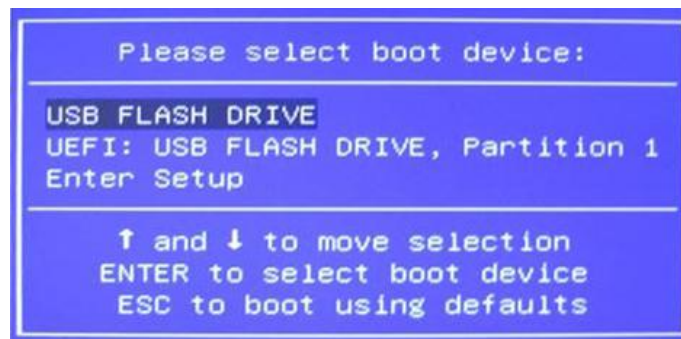 Please select boot device:
USB FLASH DRIVE
UEFI: USB FLASH DRIVE, Partition 1
Enter Setup
↑ and ↓ to move selection
ENTER to select boot device
ESC to boot using defaults